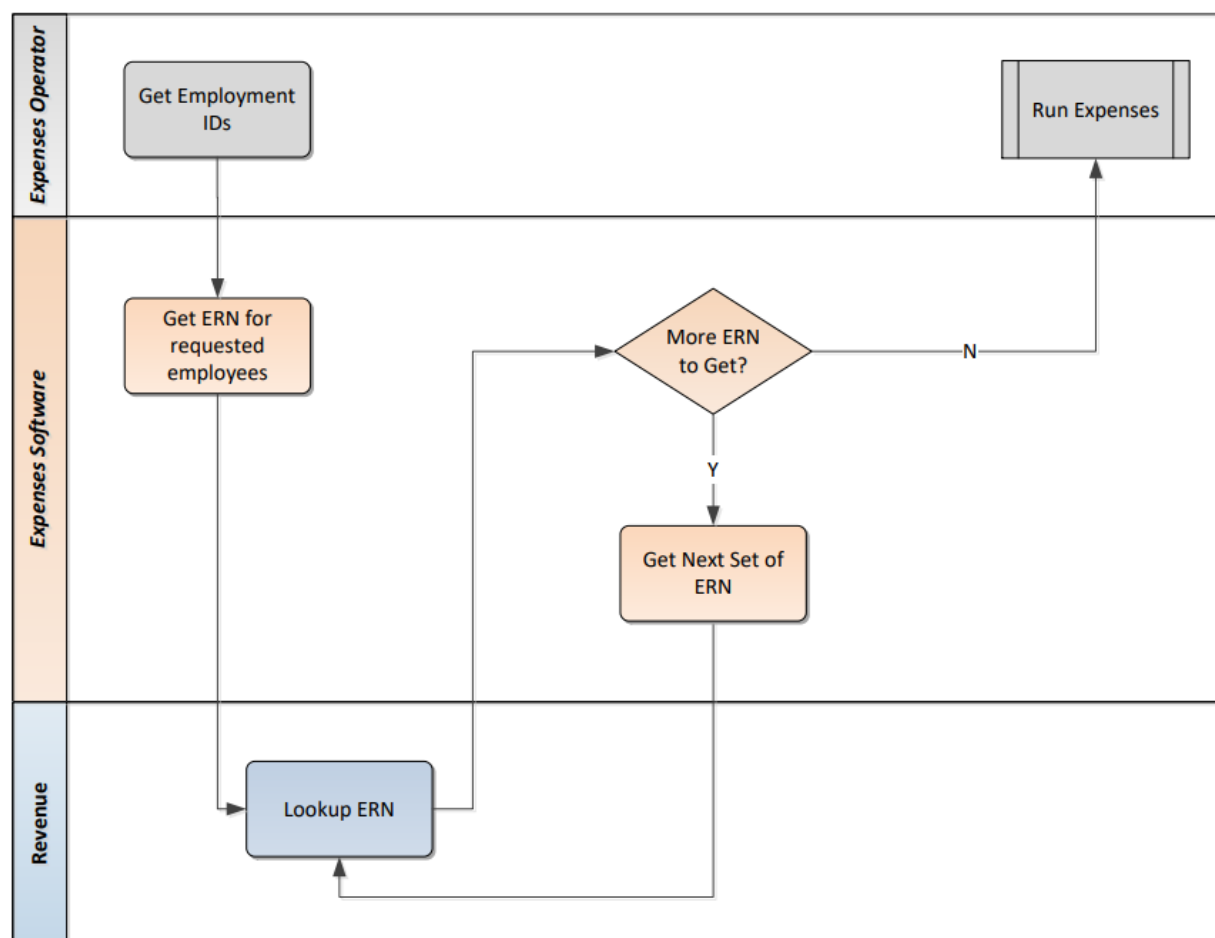 Expenses Operator
Get Employment
IDs
Run Expenses
Expenses Software
Get ERN for
requested
employees
More ERN
to Get?
N
Y
Get Next Set of
ERN
Revenue
Lookup ERN